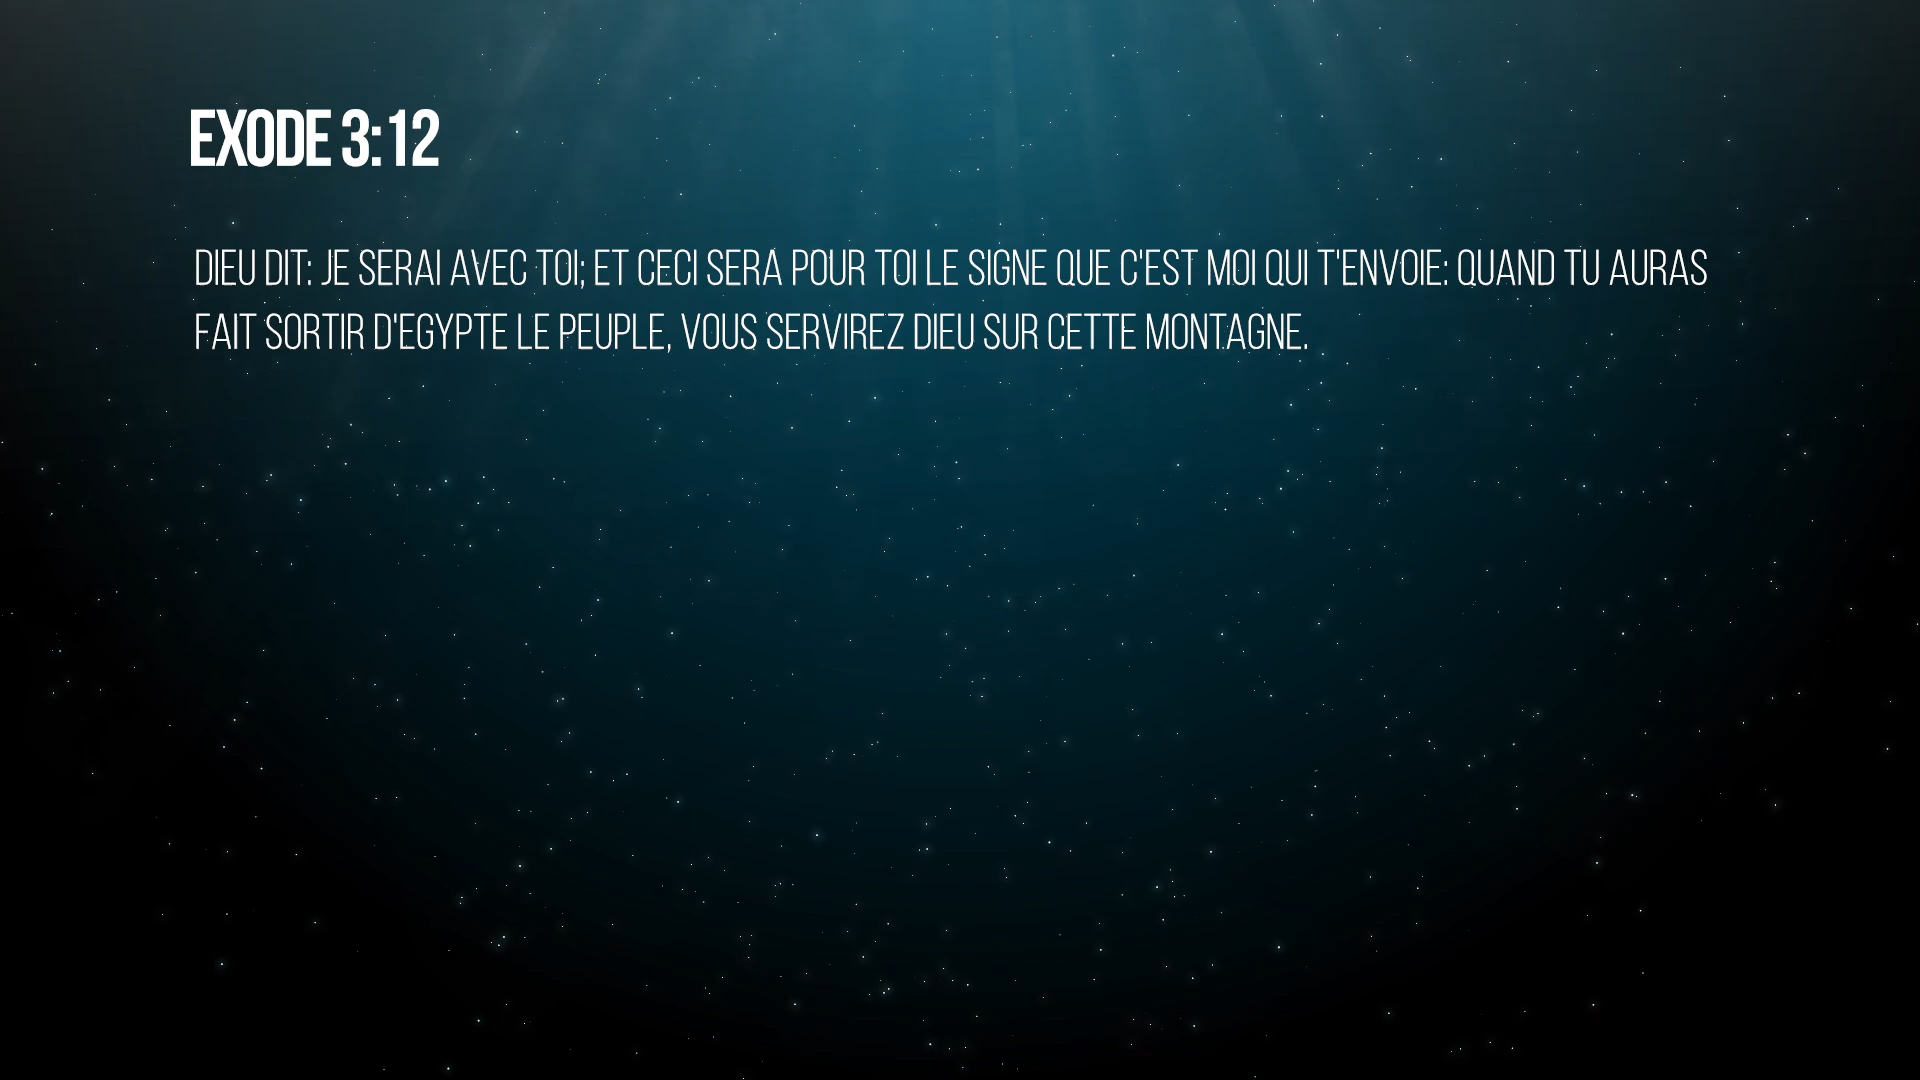 EXODE 3:12
DIEU DIT: JE SERAI AVEC TOI; ET CECI SERA POUR TOI LE SIGNE QUE C'EST MOI QUI T'ENVOIE: QUAND TU AURAS
FAIT SORTIR D'EGYPTE LE PEUPLE, VOUS SERVIREZ DIEU SUR CETTE MONTAGNE.